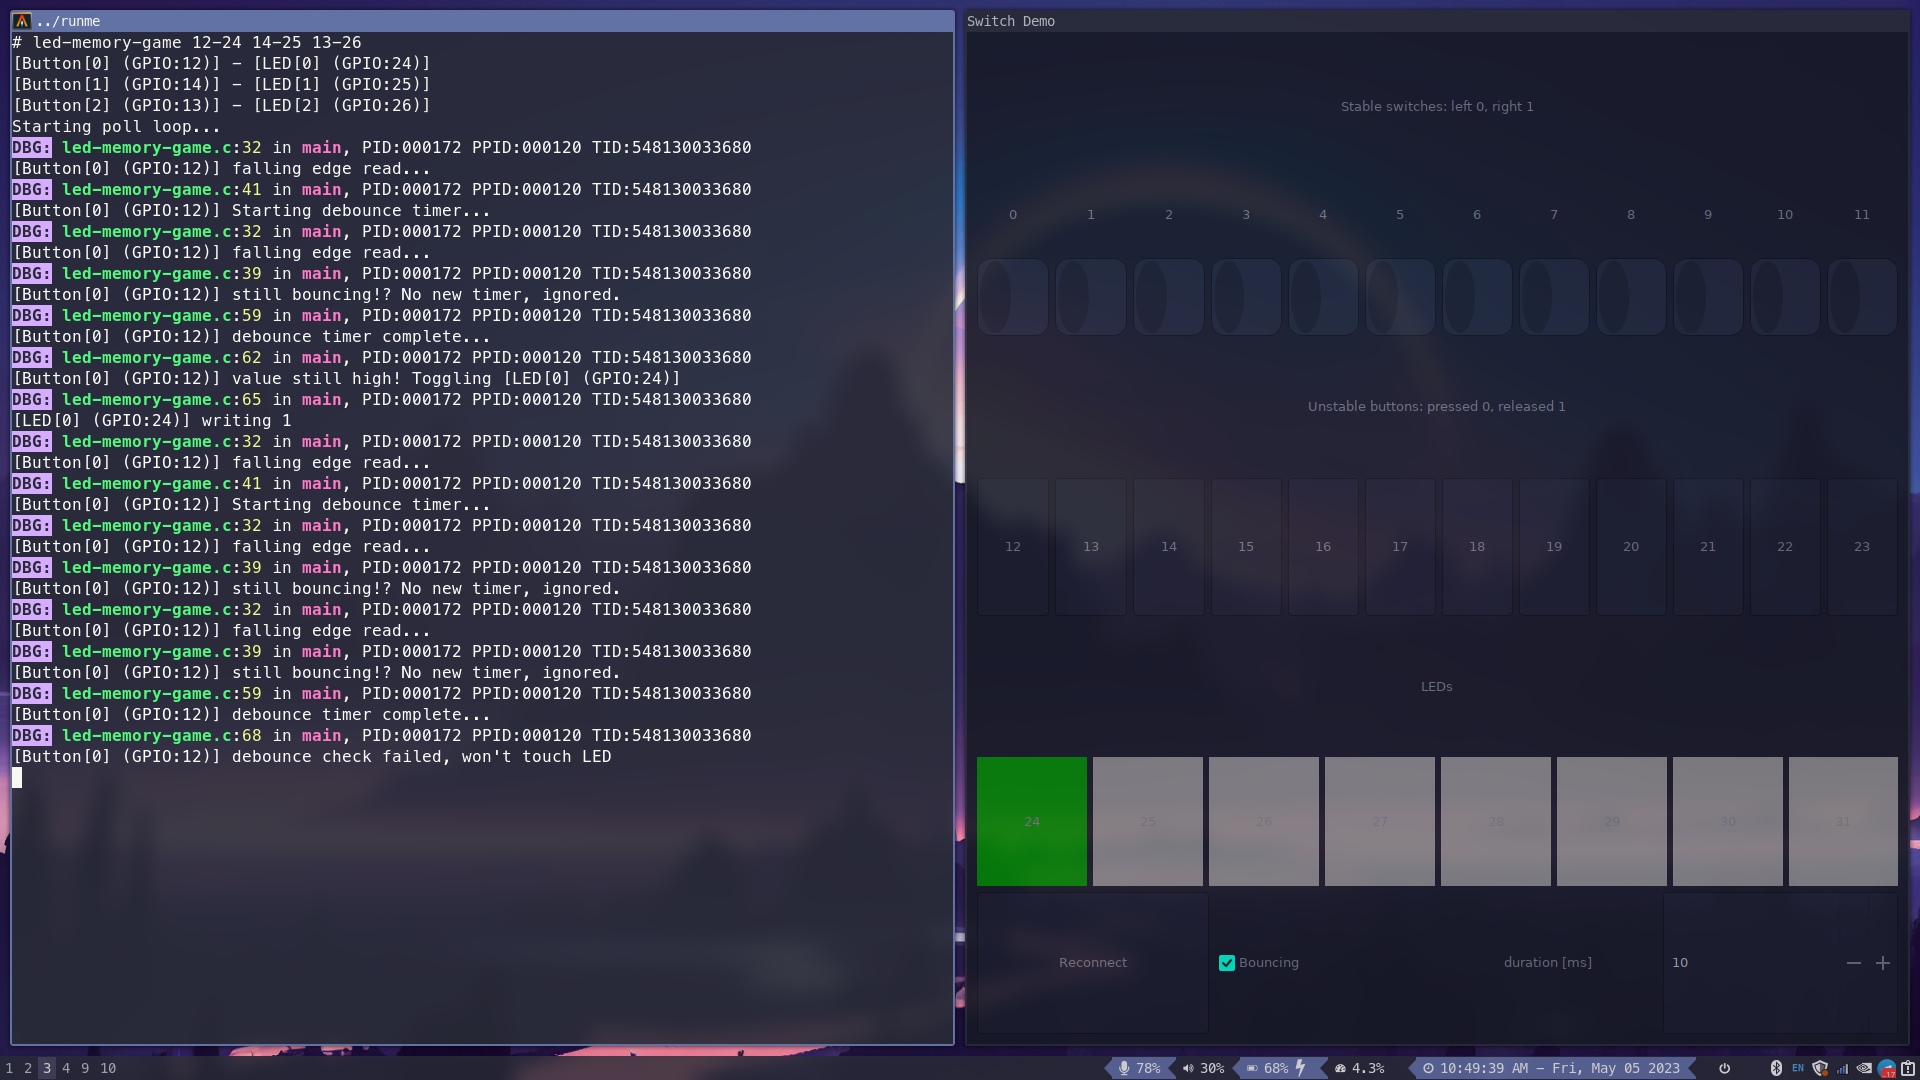 ../runme
# led-memory-game 12-24 14-25 13-26
[Button[0] (GPIO:12)] - [LED[0] (GPIO:24)]
[Button[1] (GPIO:14)] - [LED[1] (GPIO:25)]
[Button[2] (GPIO:13)] - [LED[2] (GPIO:26)]
Starting poll loop...
DBG: led-memory-game.c:32 in main, PID:000172 PPID:000120 TID:548130033680
[Button[0] (GPIO:12)] falling edge read...
DBG: led-memory-game.c:41 in main, PID:000172 PPID:000120 TID:548130033680
[Button[0] (GPIO:12)] Starting debounce timer...
DBG: led-memory-game.c:32 in main, PID:000172 PPID:000120 TID:548130033680
[Button[0] (GPIO:12)] falling edge read...
DBG: led-memory-game.c:39 in main, PID:000172 PPID:000120 TID:548130033680
[Button[0] (GPIO:12)] still bouncing!? No new timer, ignored.
DBG: led-memory-game.c:59 in main, PID:000172 PPID:000120 TID:548130033680
[Button[0] (GPIO:12)] debounce timer complete...
DBG: led-memory-game.c:62 in main, PID:000172 PPID:000120 TID:548130033680
[Button[0] (GPIO:12)] value still high! Toggling [LED[0] (GPIO:24)]
DBG: led-memory-game.c:65 in main, PID:000172 PPID:000120 TID:548130033680
[LED[0] (GPIO:24)] writing 1
DBG: led-memory-game.c:32 in main, PID:000172 PPID:000120 TID:548130033680
[Button[0] (GPIO:12)] falling edge read...
DBG: led-memory-game.c:41 in main, PID:000172 PPID:000120 TID:548130033680
[Button[0] (GPIO:12)] Starting debounce timer...
DBG: led-memory-game.c:32 in main, PID:000172 PPID:000120 TID:548130033680
[Button[0] (GPIO:12)] falling edge read...
DBG: led-memory-game.c:39 in main, PID:000172 PPID:000120 TID:548130033680
[Button[0] (GPIO:12)] still bouncing!? No new timer, ignored.
DBG: led-memory-game.c:32 in main, PID:000172 PPID:000120 TID:548130033680
[Button[0] (GPIO:12)] falling edge read...
DBG: led-memory-game.c:39 in main, PID:000172 PPID:000120 TID:548130033680
[Button[0] (GPIO:12)] still bouncing!? No new timer, ignored.
DBG: led-memory-game.c:59 in main, PID:000172 PPID:000120 TID:548130033680
[Button[0] (GPIO:12)] debounce timer complete...
DBG: led-memory-game.c:68 in main, PID:000172 PPID:000120 TID:548130033680
[Button[0] (GPIO:12)] debounce check failed, won't touch LED
Switch Demo
Stable switches: left 0, right 1
0 1 2 3 4 5 6 7 8 9 10 11
Unstable buttons: pressed 0, released 1
12 13 14 15 16 17 18 19 20 21 22 23
LEDs
24 25 26 27 28 29 30 31
Reconnect Bouncing duration [ms] 10
1 2 3 4 9 10 78% 30% 68% 4.3% 10:49:39 AM - Fri, May 05 2023 EN